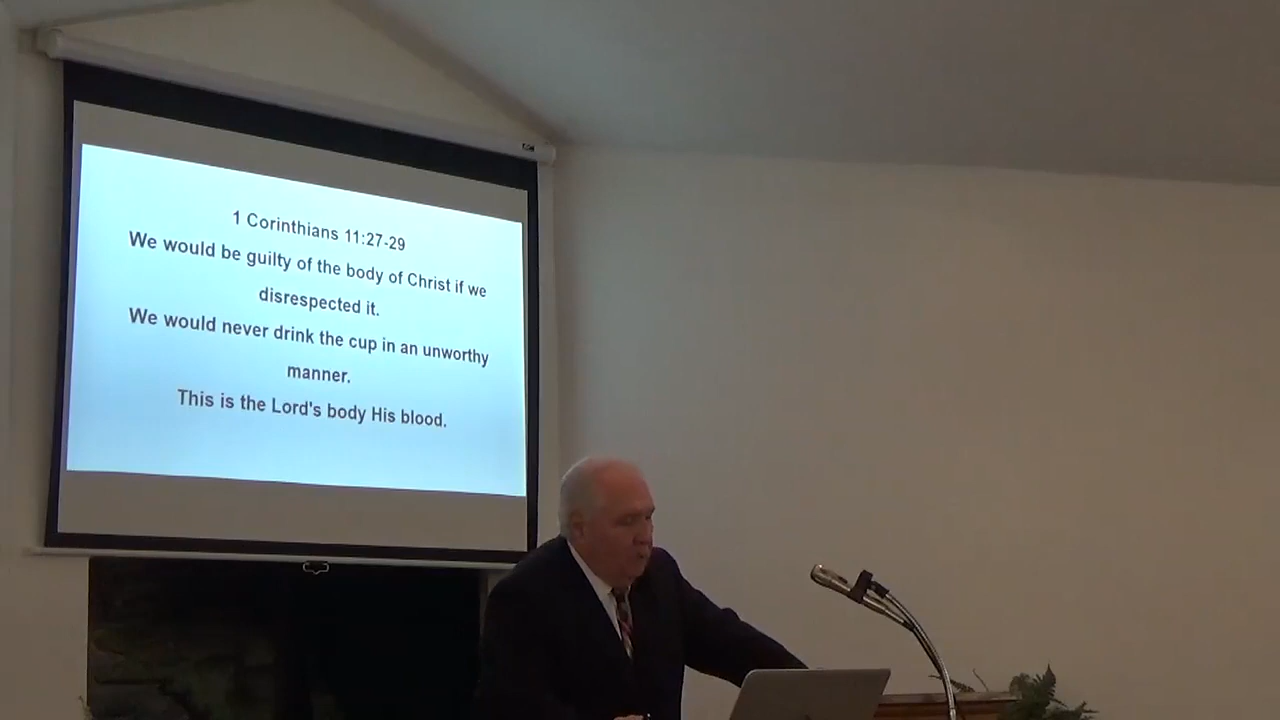 1 Corinthians 11:27-29
We would be guilty of the body of Christ if we
disrespected it.
We would never drink the cup in an unworthy
manner.
This is the Lord's body His blood.